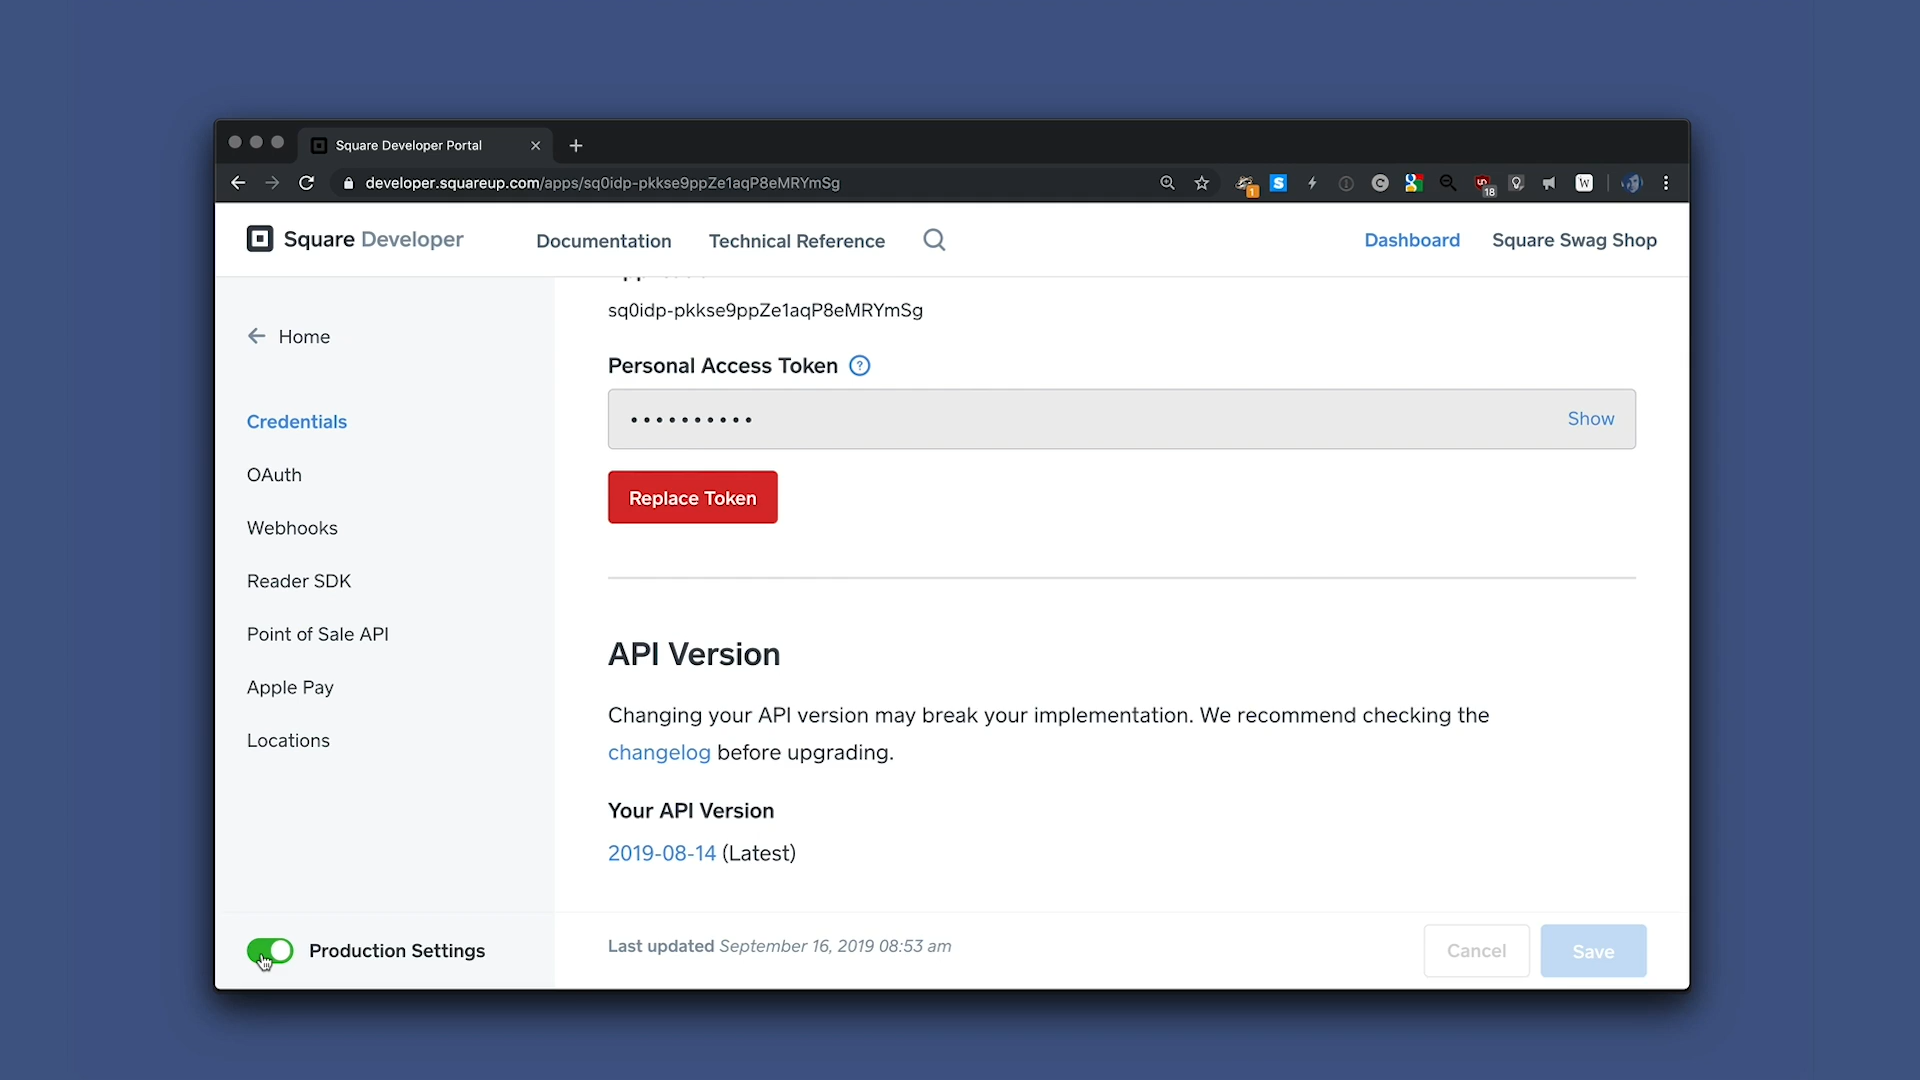 Square Developer Portal
developer.squareup.com/apps/sq0idp-pkkse9ppZe1aqP8eMRYmSg
1
S
C
18
W
Square Developer
Documentation
Technical Reference
Dashboard
Square Swag Shop
Home
Credentials
OAuth
Webhooks
Reader SDK
Point of Sale API
Apple Pay
Locations
Production Settings
sq0idp-pkkse9ppZe1aqP8eMRYmSg
Personal Access Token ?
Show
Replace Token
API Version
Changing your API version may break your implementation. We recommend checking the
changelog before upgrading.
Your API Version
2019-08-14 (Latest)
Last updated September 16, 2019 08:53 am
Cancel
Save